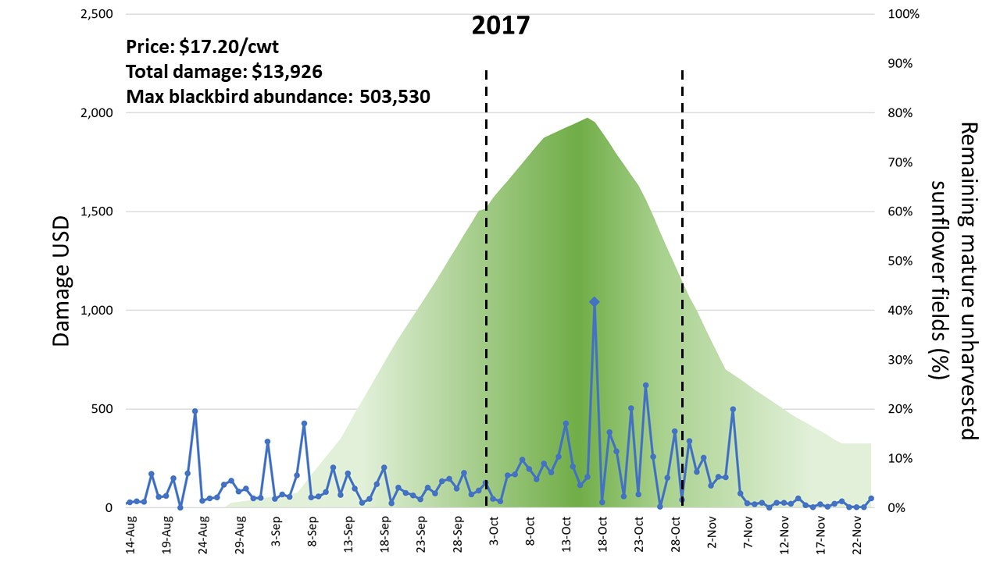 2017
Price: $17.20/cwt
Total damage: $13,926
Max blackbird abundance: 503,530
Damage USD
2,500
2,000
1,500
1,000
500
0
100%
90%
80%
70%
60%
50%
40%
30%
20%
10%
0%
Remaining mature unharvested
sunflower fields (%)
14-Aug
19-Aug
24-Aug
29-Aug
3-Sep
8-Sep
13-Sep
18-Sep
23-Sep
28-Sep
3-Oct
8-Oct
13-Oct
18-Oct
23-Oct
28-Oct
2-Nov
7-Nov
12-Nov
17-Nov
22-Nov